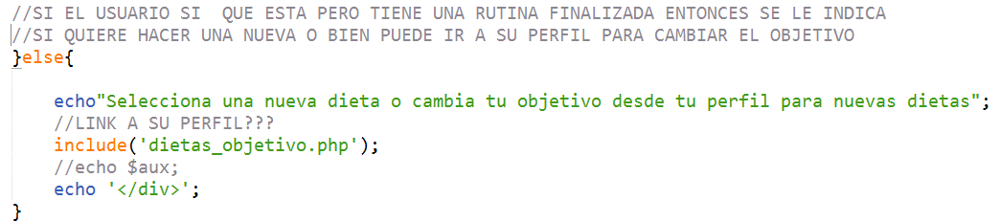 //SI EL USUARIO SI  QUE ESTA PERO TIENE UNA RUTINA FINALIZADA ENTONCES SE LE INDICA
//SI QUIERE HACER UNA NUEVA O BIEN PUEDE IR A SU PERFIL PARA CAMBIAR EL OBJETIVO
}else{
    echo"Selecciona una nueva dieta o cambia tu objetivo desde tu perfil para nuevas dietas";
    //LINK A SU PERFIL???
    include('dietas_objetivo.php');
    //echo $aux;
    echo '</div>';
}